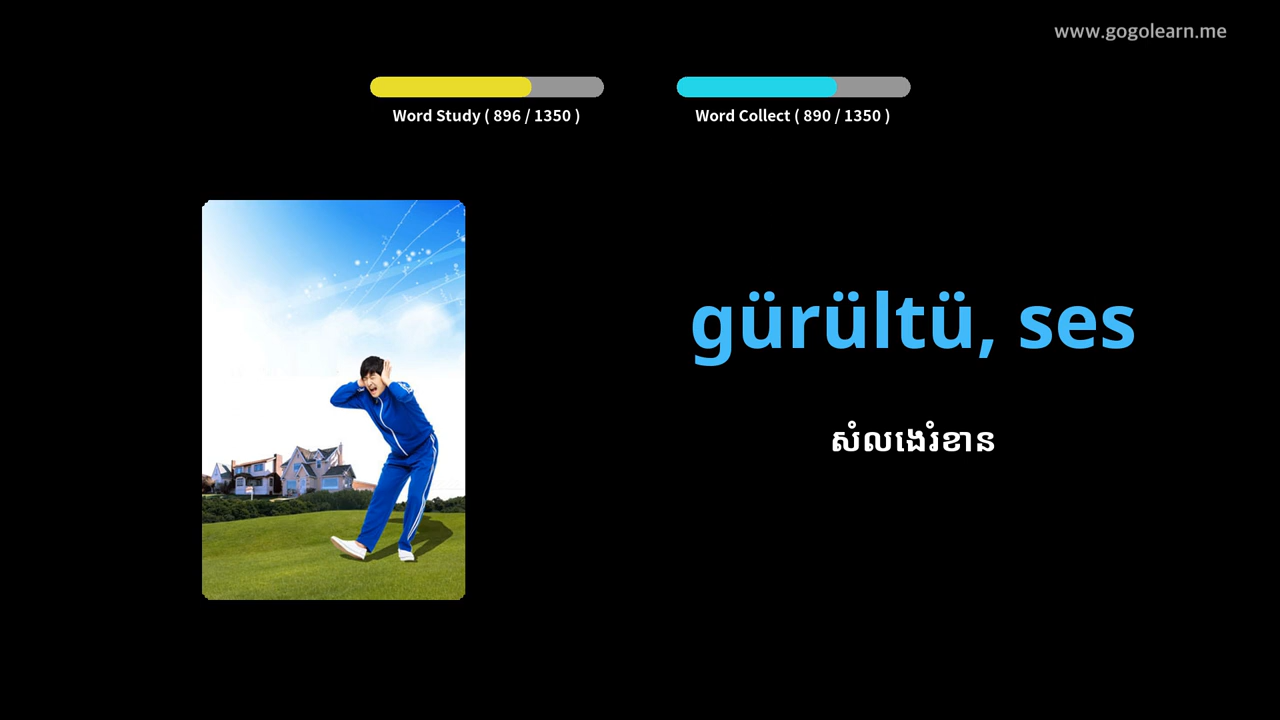 www.gogolearn.me
Word Study ( 896 / 1350 )
Word Collect ( 890 / 1350 )
gürültü, ses
សំលេងរំខាន